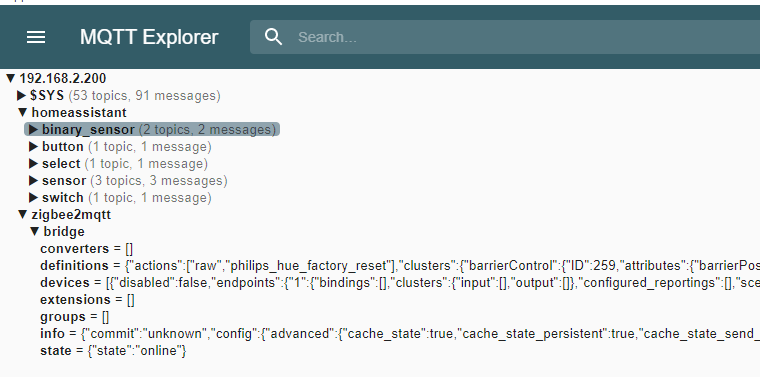 MQTT Explorer
Search...
▼ 192.168.2.200
▶ $SYS (53 topics, 91 messages)
▼ homeassistant
▶ binary_sensor (2 topics, 2 messages)
▶ button (1 topic, 1 message)
▶ select (1 topic, 1 message)
▶ sensor (3 topics, 3 messages)
▶ switch (1 topic, 1 message)
▼ zigbee2mqtt
▼ bridge
converters = []
definitions = {"actions":["raw","philips_hue_factory_reset"],"clusters":{"barrierControl":{"ID":259,"attributes":{"barrierPos
devices = [{"disabled":false,"endpoints":{"1":{"bindings":[],"clusters":{"input":[],"output":[]},"configured_reportings":[],"sce
extensions = []
groups = []
info = {"commit":"unknown","config":{"advanced":{"cache_state":true,"cache_state_persistent":true,"cache_state_send_
state = {"state":"online"}